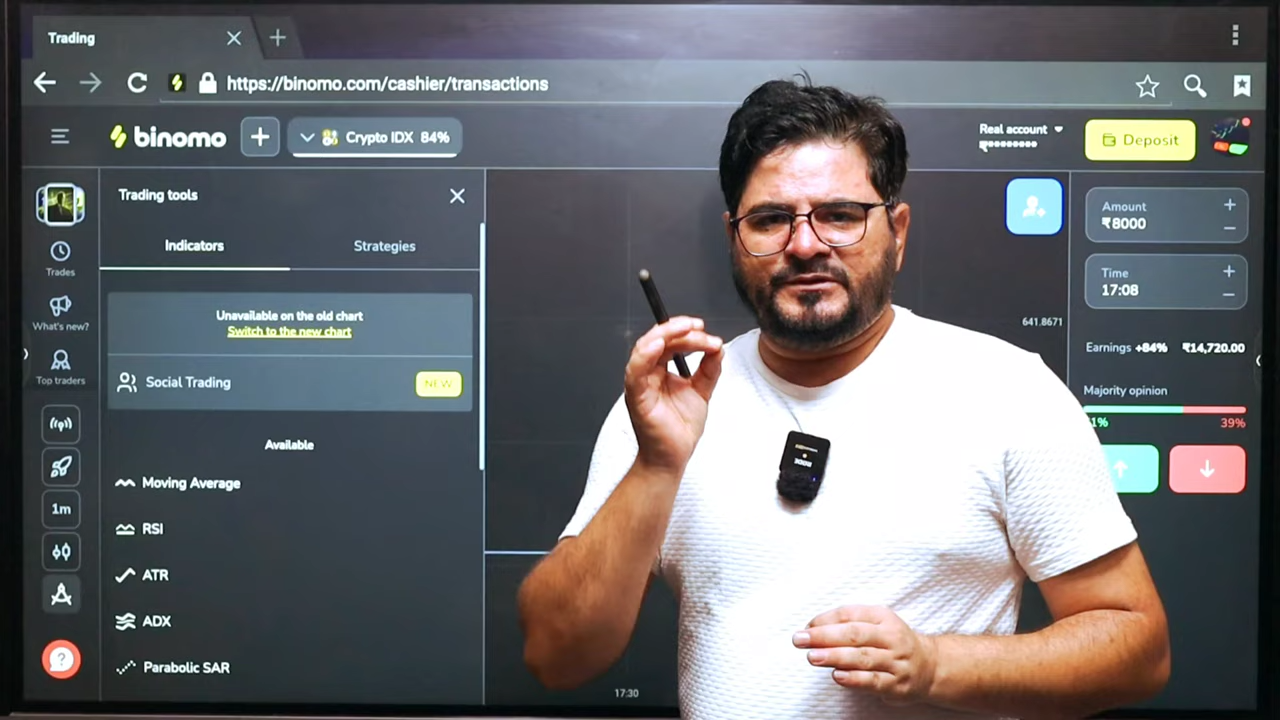 Trading
https://binomo.com/cashier/transactions
binomo
Crypto IDX 84%
Real account
Deposit
Trading tools
Indicators
Strategies
Unavailable on the old chart
Switch to the new chart
Social Trading
NEW
Available
Moving Average
RSI
ATR
ADX
Parabolic SAR
Trades
What's new?
Top traders
1m
17:30
641.8671
Amount
₹8000
Time
17:08
Earnings +84% ₹14,720.00
Majority opinion
1% 39%